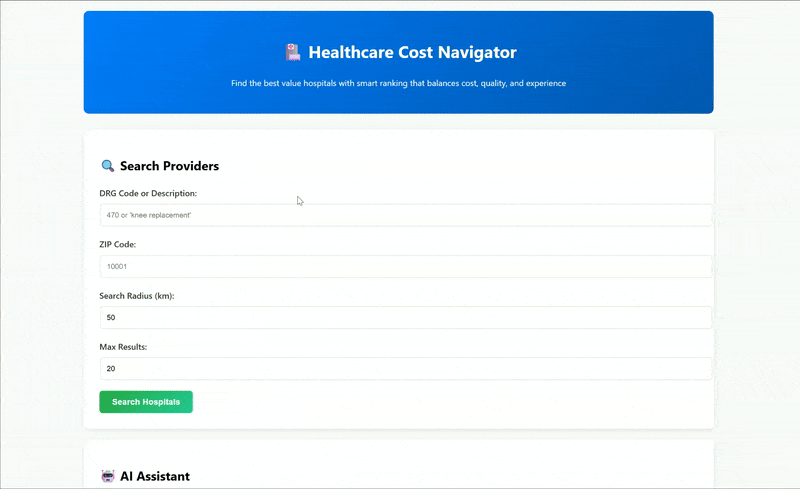 Healthcare Cost Navigator
Find the best value hospitals with smart ranking that balances cost, quality, and experience
Search Providers
DRG Code or Description:
470 or 'knee replacement'
ZIP Code:
10001
Search Radius (km):
50
Max Results:
20
Search Hospitals
AI Assistant